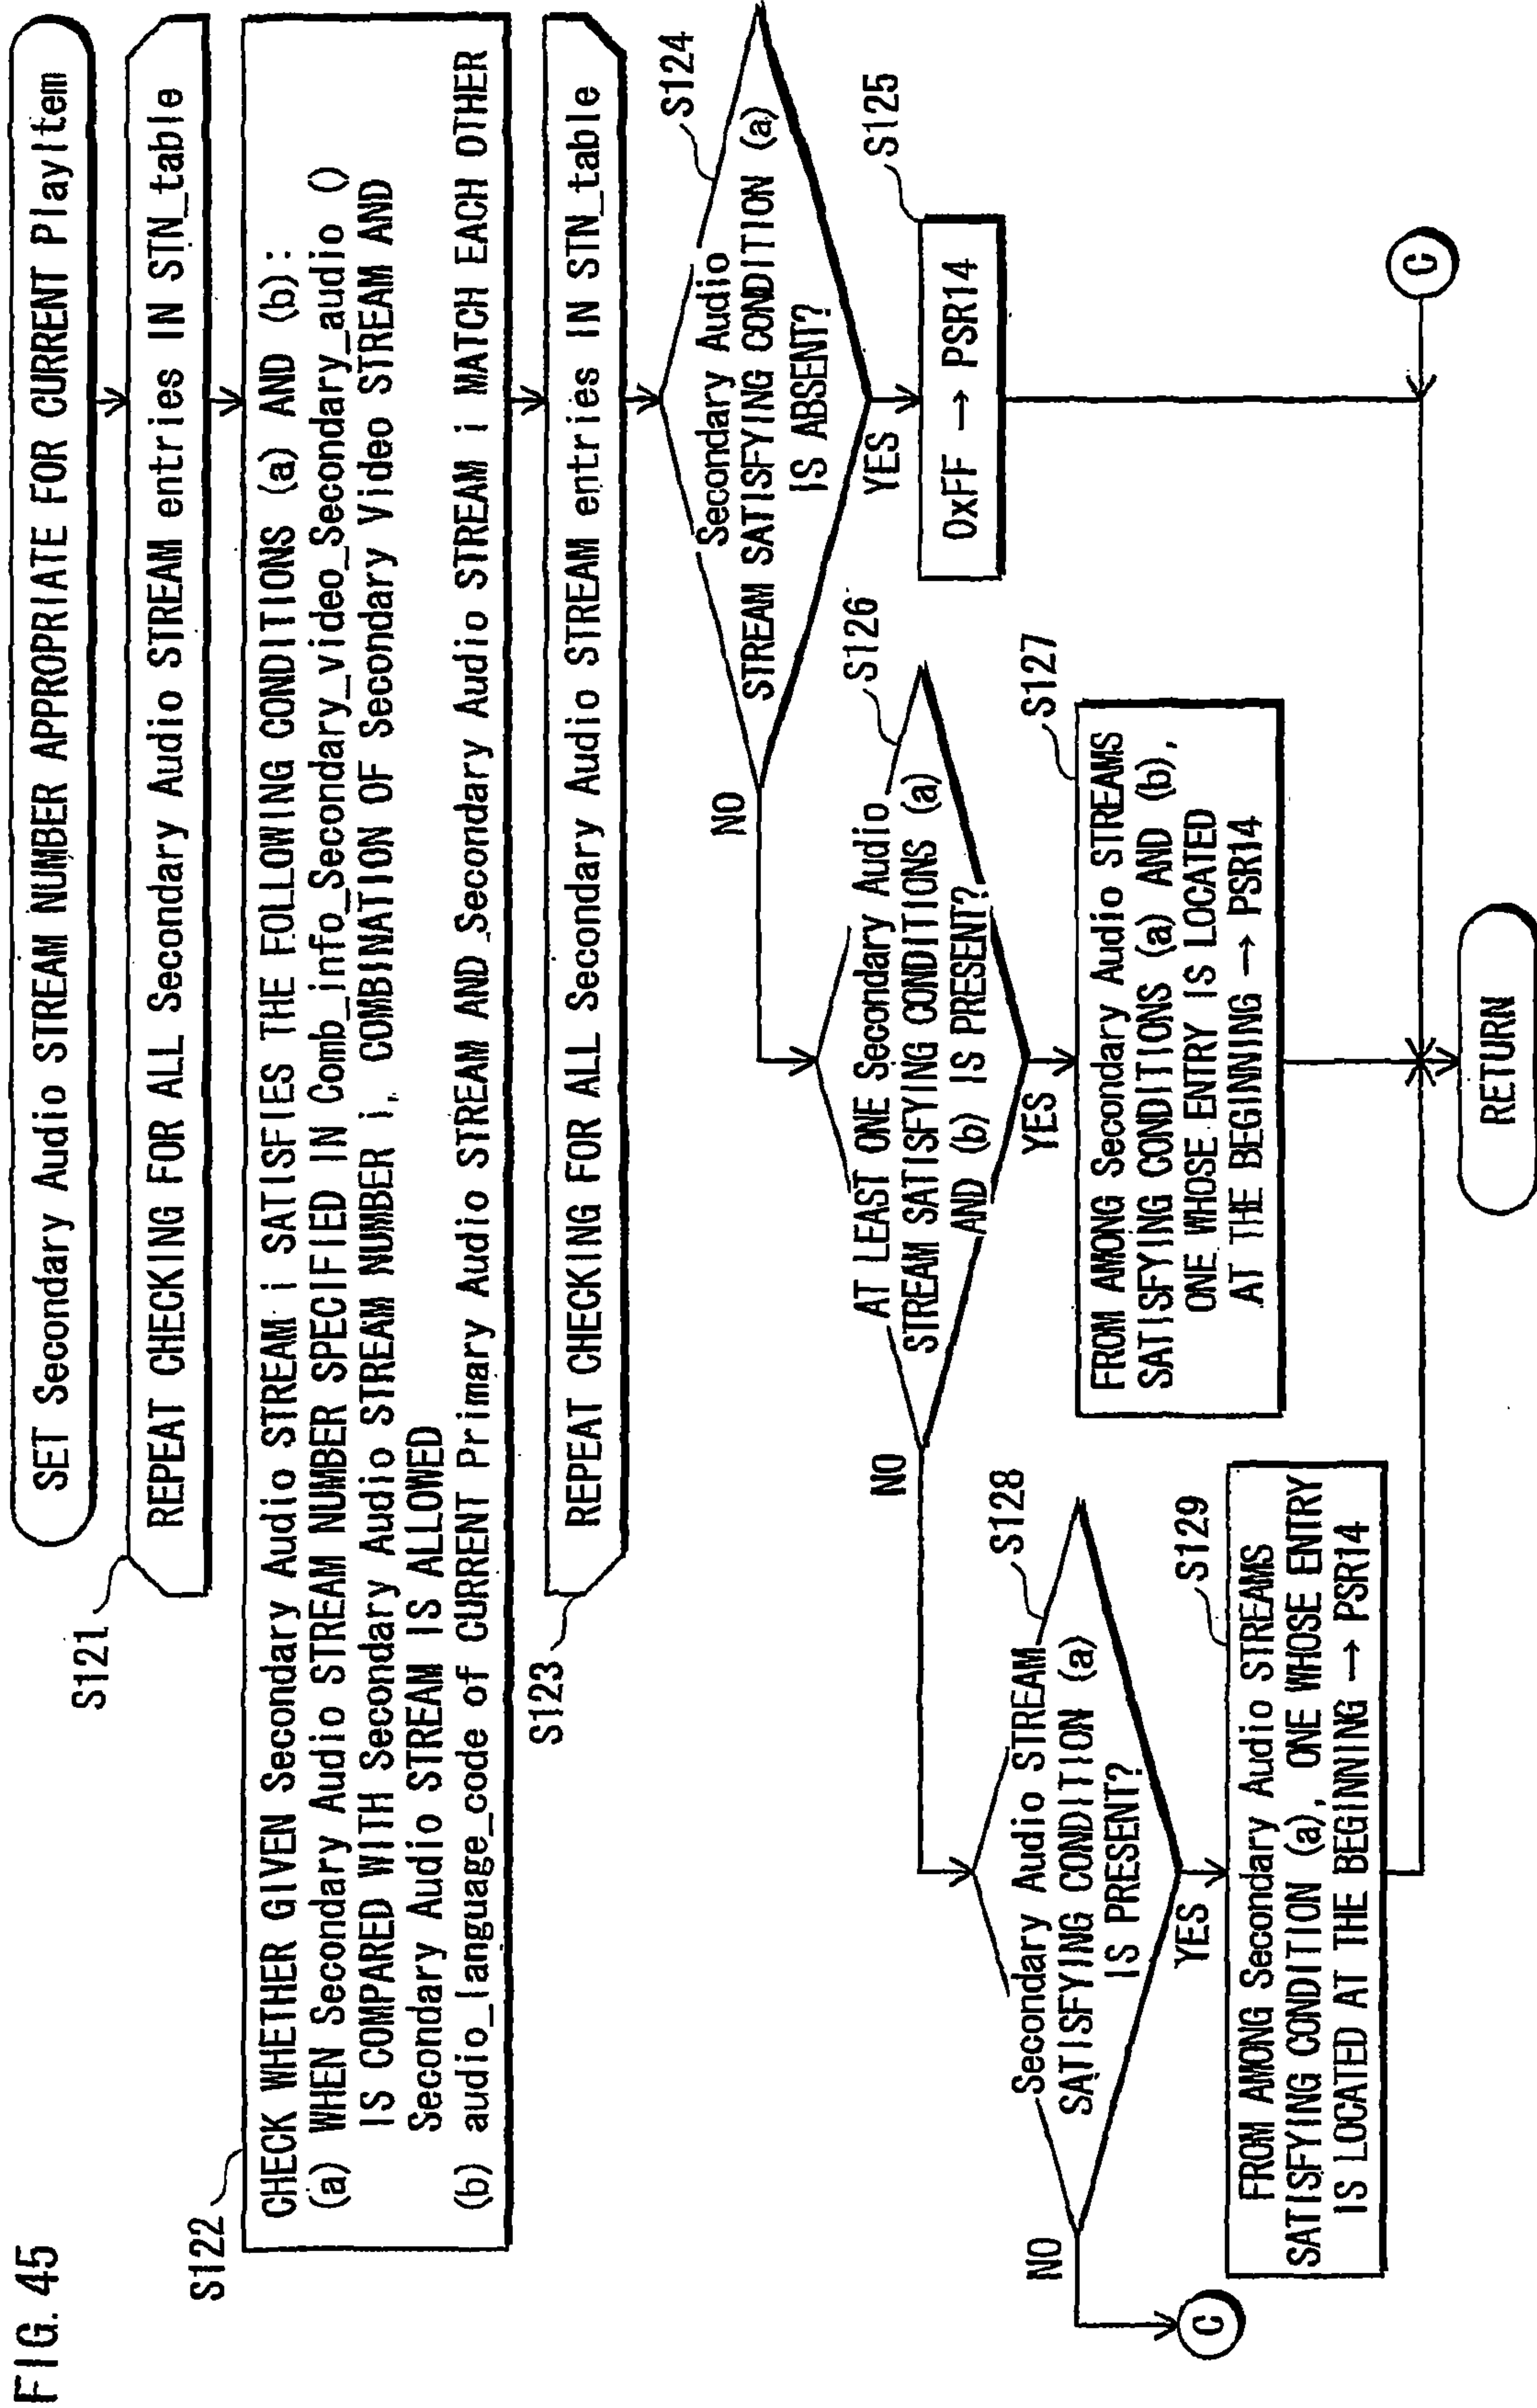 FIG. 45
SET Secondary Audio STREAM NUMBER APPROPRIATE FOR CURRENT PlayItem
S121
REPEAT CHECKING FOR ALL Secondary Audio STREAM entries IN STN_table
S122
CHECK WHETHER GIVEN Secondary Audio STREAM i SATISFIES THE FOLLOWING CONDITIONS (a) AND (b):
(a) WHEN Secondary Audio STREAM NUMBER SPECIFIED IN Comb_info_Secondary_video_Secondary_audio ()
IS COMPARED WITH Secondary Audio STREAM NUMBER i, COMBINATION OF Secondary Video STREAM AND
Secondary Audio STREAM IS ALLOWED
(b) audio_language_code of CURRENT Primary Audio STREAM AND Secondary Audio STREAM i MATCH EACH OTHER
S123
REPEAT CHECKING FOR ALL Secondary Audio STREAM entries IN STN_table
S124
Secondary Audio
STREAM SATISFYING CONDITION (a)
IS ABSENT?
NO
YES
S125
0xFF → PSR14
S126
AT LEAST ONE Secondary Audio
STREAM SATISFYING CONDITIONS (a)
AND (b) IS PRESENT?
NO
YES
S127
FROM AMONG Secondary Audio STREAMS
SATISFYING CONDITIONS (a) AND (b),
ONE WHOSE ENTRY IS LOCATED
AT THE BEGINNING → PSR14
S128
Secondary Audio STREAM
SATISFYING CONDITION (a)
IS PRESENT?
NO
YES
S129
FROM AMONG Secondary Audio STREAMS
SATISFYING CONDITION (a), ONE WHOSE ENTRY
IS LOCATED AT THE BEGINNING → PSR14
C
C
RETURN